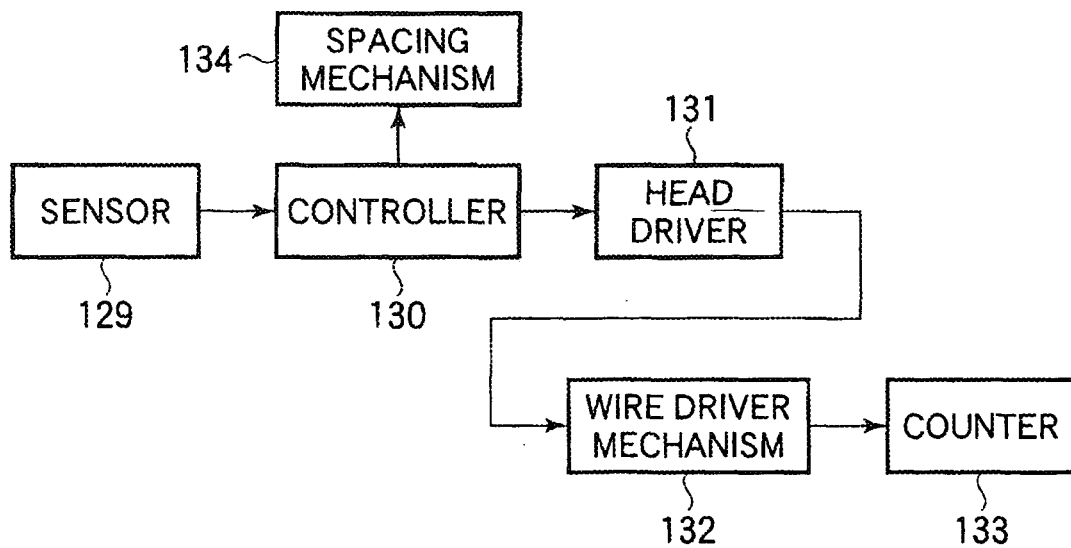 134
SPACING
MECHANISM
131
SENSOR
CONTROLLER
HEAD
DRIVER
129
130
WIRE DRIVER
MECHANISM
COUNTER
132
133